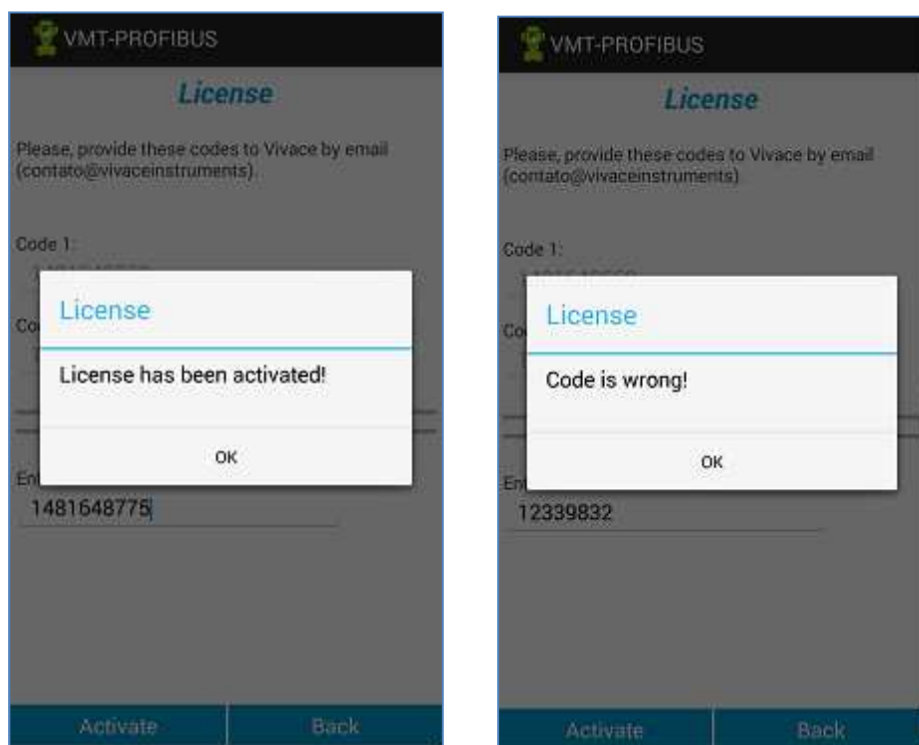 VMT-PROFIBUS
License
Please, provide these codes to Vivace by email
(contato@vivaceinstruments).
Code 1:
License
License has been activated!
OK
1481648775
Activate
Back
VMT-PROFIBUS
License
Please, provide these codes to Vivace by email
(contato@vivaceinstruments)
Code 1:
License
Code is wrong!
OK
12339832
Activate
Back